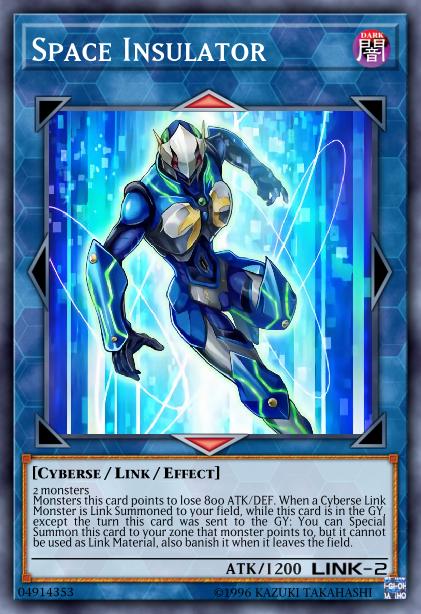 SPACE INSULATOR
DARK
闇
[CYBERSE / LINK / EFFECT]
2 monsters
Monsters this card points to lose 800 ATK/DEF. When a Cyberse Link
Monster is Link Summoned to your field, while this card is in the GY,
except the turn this card was sent to the GY: You can Special
Summon this card to your zone that monster points to, but it cannot
be used as Link Material, also banish it when it leaves the field.
ATK/1200 LINK-2
04914353
©1996 KAZUKI TAKAHASHI